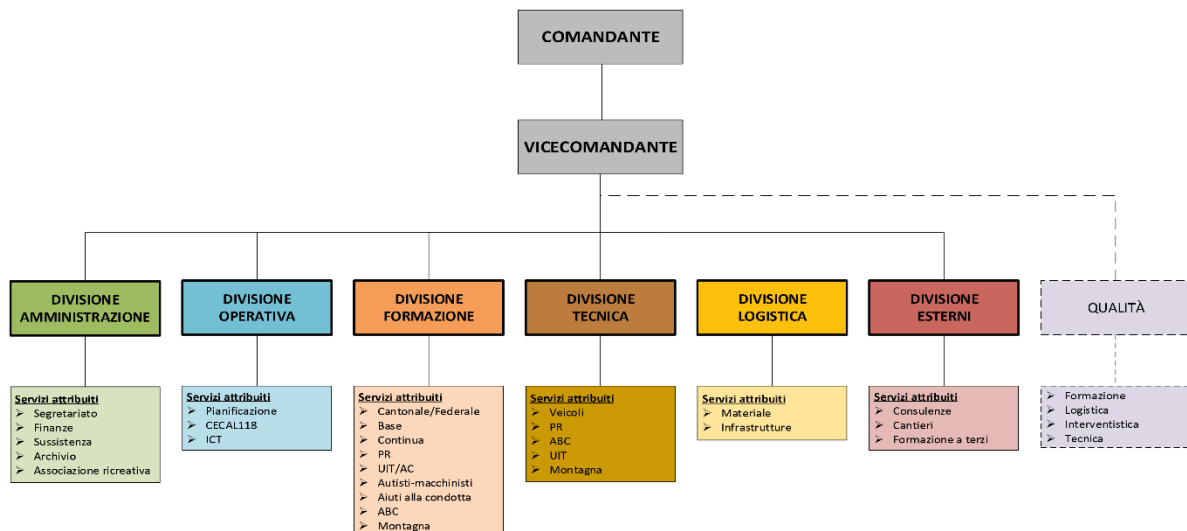 COMANDANTE
VICECOMANDANTE
DIVISIONE
AMMINISTRAZIONE
DIVISIONE
OPERATIVA
DIVISIONE
FORMAZIONE
DIVISIONE
TECNICA
DIVISIONE
LOGISTICA
DIVISIONE
ESTERNI
QUALITÀ
Servizi attribuiti
Segretariato
Finanze
Sussistenza
Archivio
Associazione ricreativa
Servizi attribuiti
Pianificazione
CECAL118
ICT
Servizi attribuiti
Cantonale/Federale
Base
Continua
PR
UIT/AC
Autisti-macchinisti
Aiuti alla condotta
ABC
Montagna
Servizi attribuiti
Veicoli
PR
ABC
UIT
Montagna
Servizi attribuiti
Materiale
Infrastrutture
Servizi attribuiti
Consulenze
Cantieri
Formazione a terzi
Formazione
Logistica
Interventistica
Tecnica